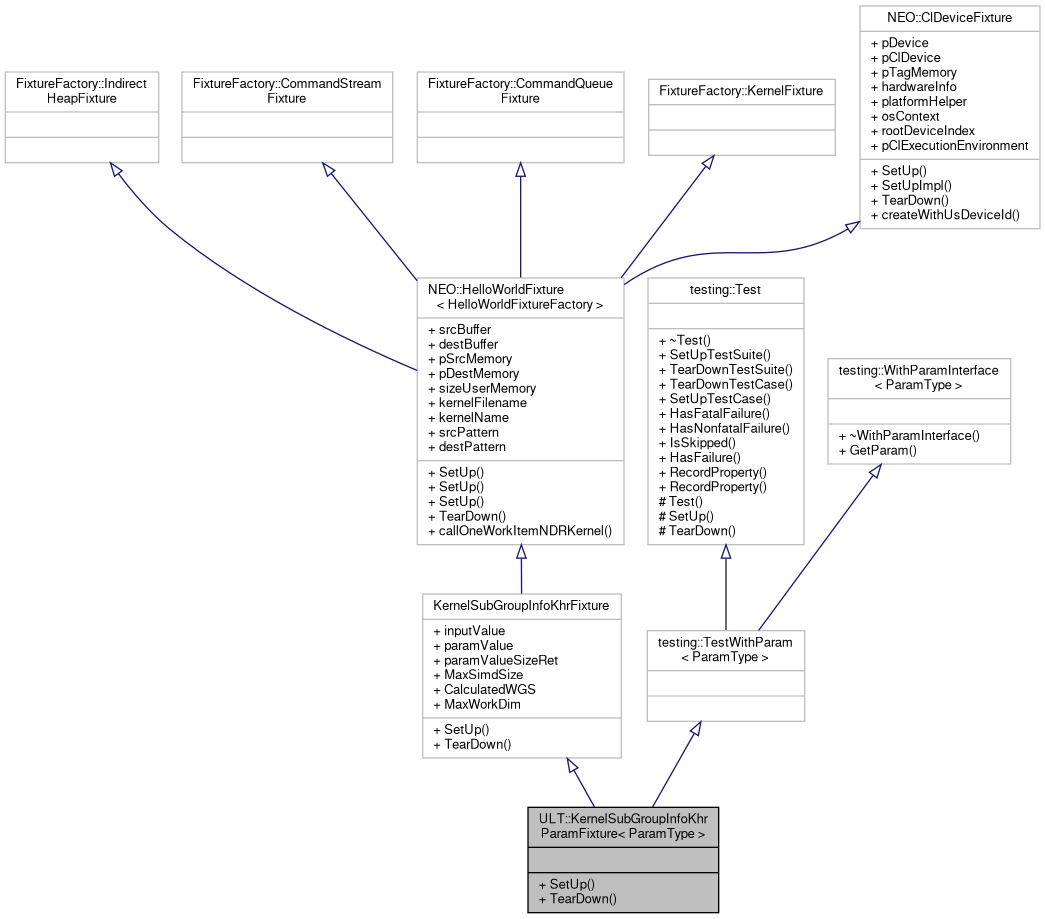 NEO::ClDeviceFixture
+ pDevice
+ pClDevice
+ pTagMemory
+ hardwareInfo
+ platformHelper
+ osContext
+ rootDeviceIndex
+ pClExecutionEnvironment
+ SetUp()
+ SetUpImpl()
+ TearDown()
+ createWithUsDeviceId()
FixtureFactory::Indirect
HeapFixture
FixtureFactory::CommandStream
Fixture
FixtureFactory::CommandQueue
Fixture
FixtureFactory::KernelFixture
NEO::HelloWorldFixture
< HelloWorldFixtureFactory >
+ srcBuffer
+ destBuffer
+ pSrcMemory
+ pDestMemory
+ sizeUserMemory
+ kernelFilename
+ kernelName
+ srcPattern
+ destPattern
+ SetUp()
+ SetUp()
+ SetUp()
+ TearDown()
+ callOneWorkItemNDRKernel()
testing::Test
+ ~Test()
+ SetUpTestSuite()
+ TearDownTestSuite()
+ TearDownTestCase()
+ SetUpTestCase()
+ HasFatalFailure()
+ HasNonfatalFailure()
+ IsSkipped()
+ HasFailure()
+ RecordProperty()
+ RecordProperty()
# Test()
# SetUp()
# TearDown()
testing::WithParamInterface
< ParamType >
+ ~WithParamInterface()
+ GetParam()
KernelSubGroupInfoKhrFixture
+ inputValue
+ paramValue
+ paramValueSizeRet
+ MaxSimdSize
+ CalculatedWGS
+ MaxWorkDim
+ SetUp()
+ TearDown()
testing::TestWithParam
< ParamType >
ULT::KernelSubGroupInfoKhr
ParamFixture< ParamType >
+ SetUp()
+ TearDown()